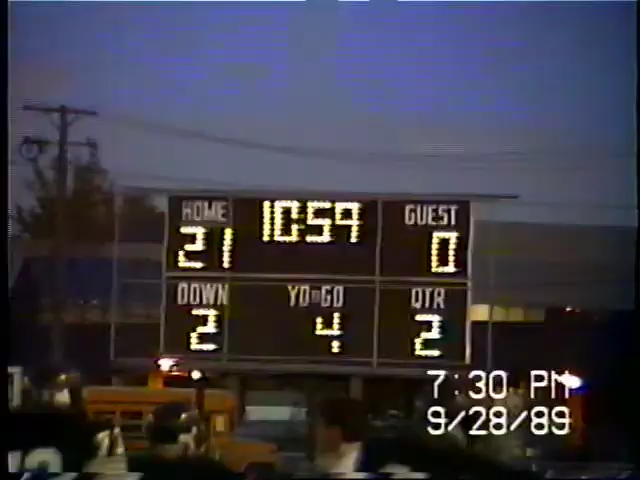 HOME 10:59 GUEST
21 0
DOWN YD-GO QTR
2 4 2
7:30 PM
9/28/89